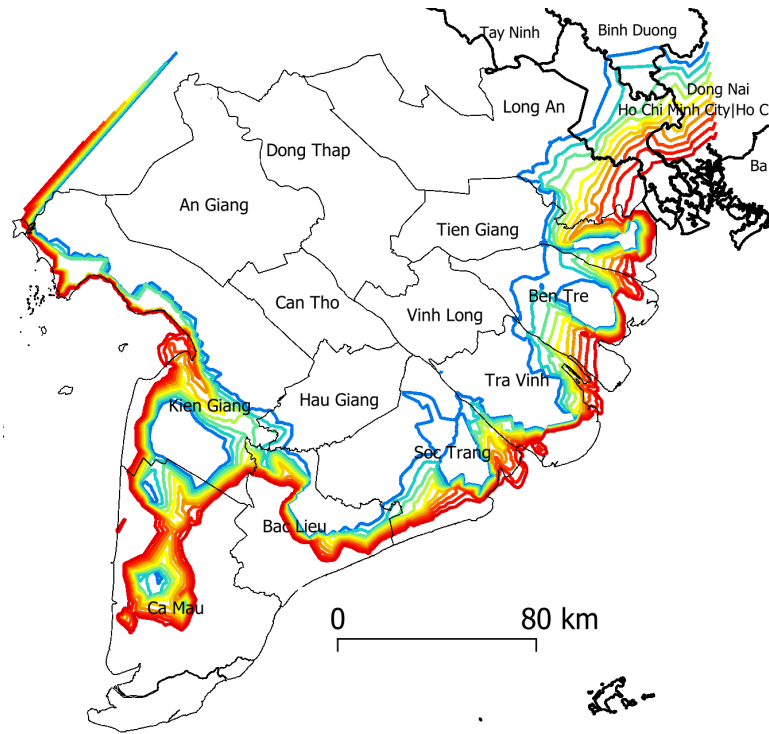 Tay Ninh
Binh Duong
Dong Nai
Long An
Ho Chi Minh City|Ho C
Dong Thap
Ba
An Giang
Tien Giang
Can Tho
Vinh Long
Ben Tre
Tra Vinh
Hau Giang
Kien Giang
Soc Trang
Bac Lieu
Ca Mau
0 80 km